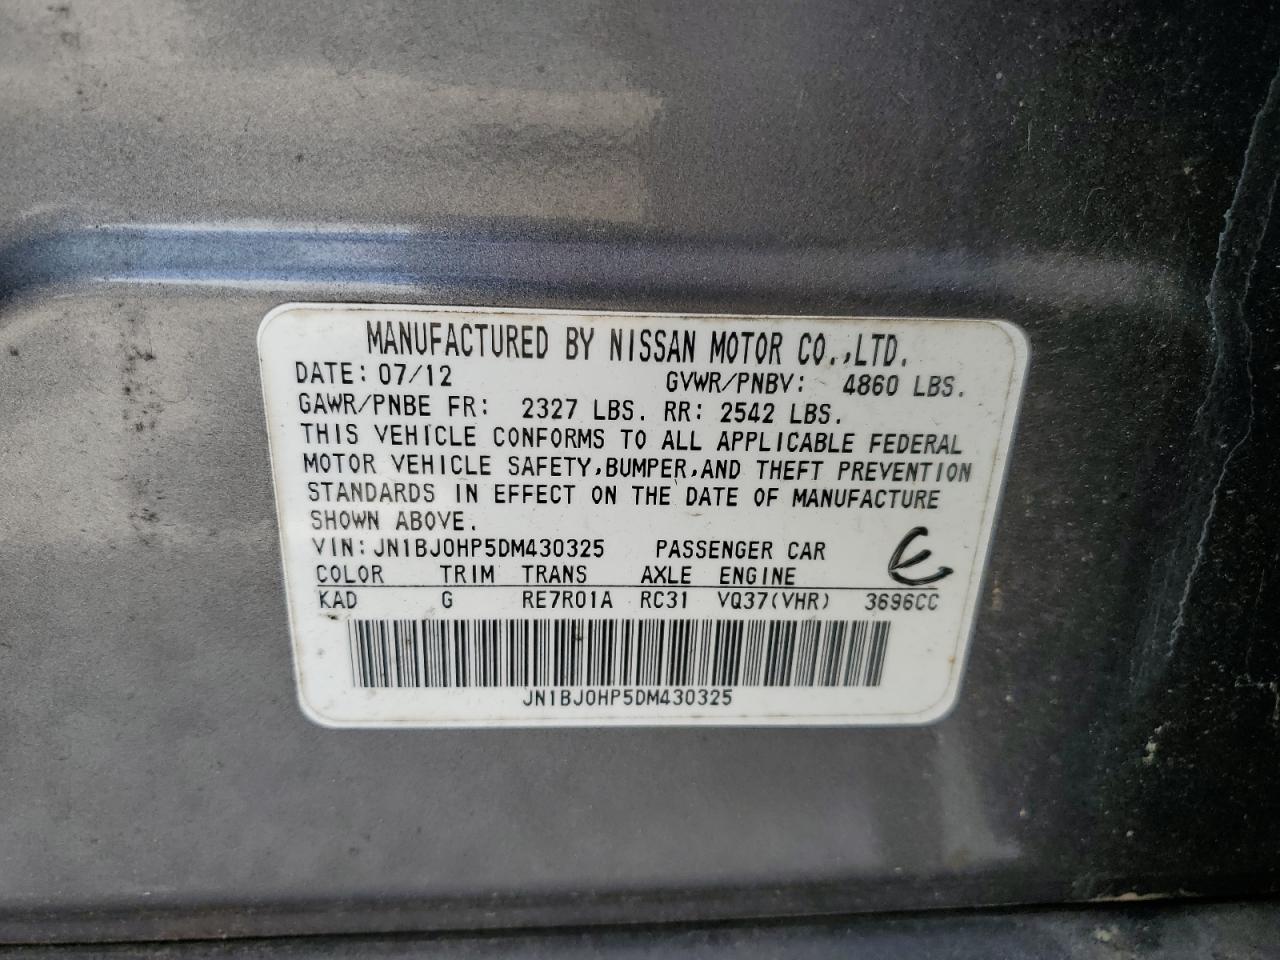 MANUFACTURED BY NISSAN MOTOR CO.,LTD.
DATE: 07/12 GVWR/PNBV: 4860 LBS.
GAWR/PNBE FR: 2327 LBS. RR: 2542 LBS.
THIS VEHICLE CONFORMS TO ALL APPLICABLE FEDERAL
MOTOR VEHICLE SAFETY,BUMPER,AND THEFT PREVENTION
STANDARDS IN EFFECT ON THE DATE OF MANUFACTURE
SHOWN ABOVE.
VIN: JN1BJ0HP5DM430325 PASSENGER CAR
COLOR TRIM TRANS AXLE ENGINE
KAD G RE7R01A RC31 VQ37(VHR) 3696CC
JN1BJ0HP5DM430325